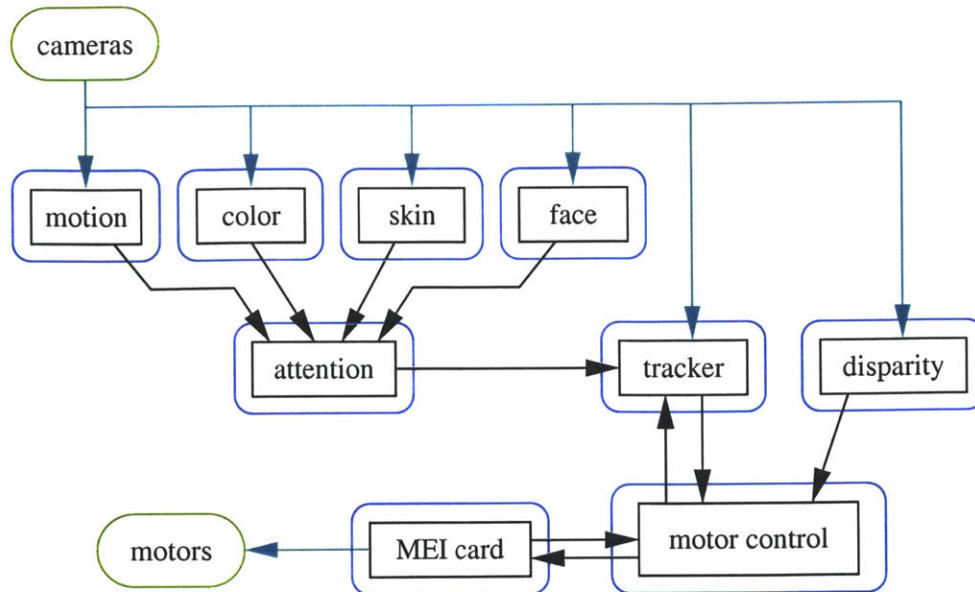 cameras
motion
color
skin
face
attention
tracker
disparity
motors
MEI card
motor control